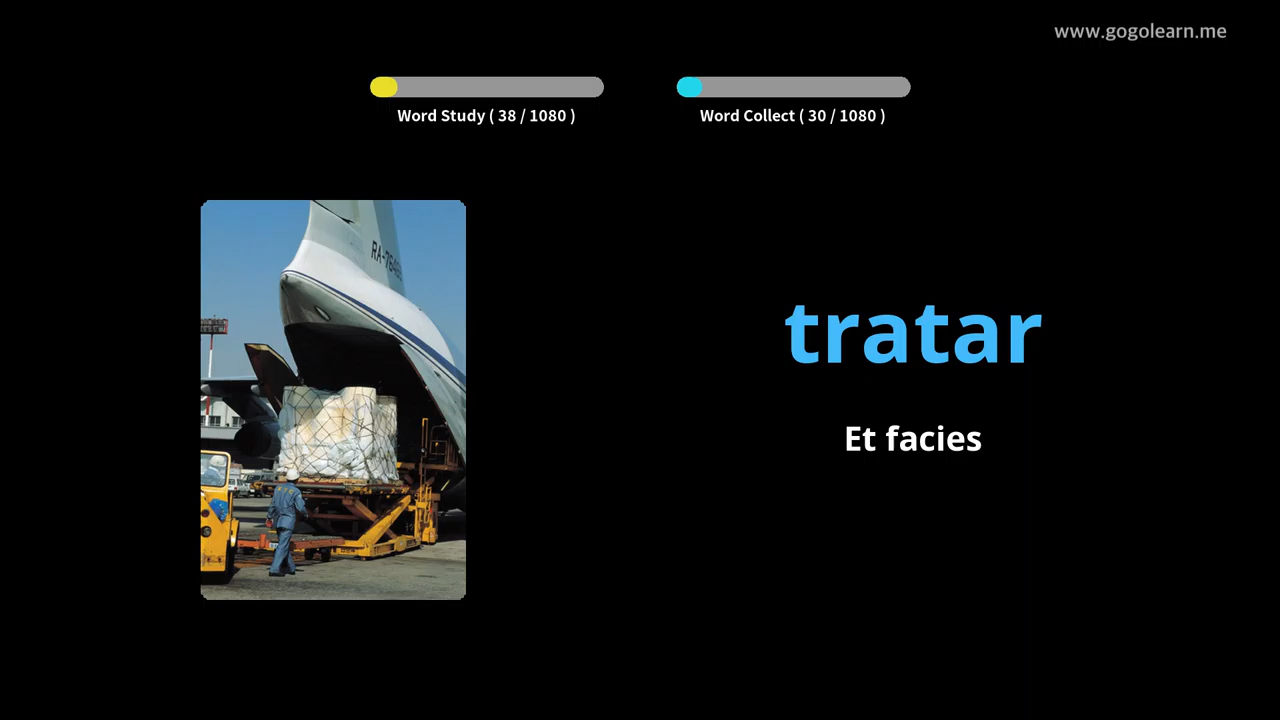 www.gogolearn.me
Word Study ( 38 / 1080 )
Word Collect ( 30 / 1080 )
tratar
Et facies